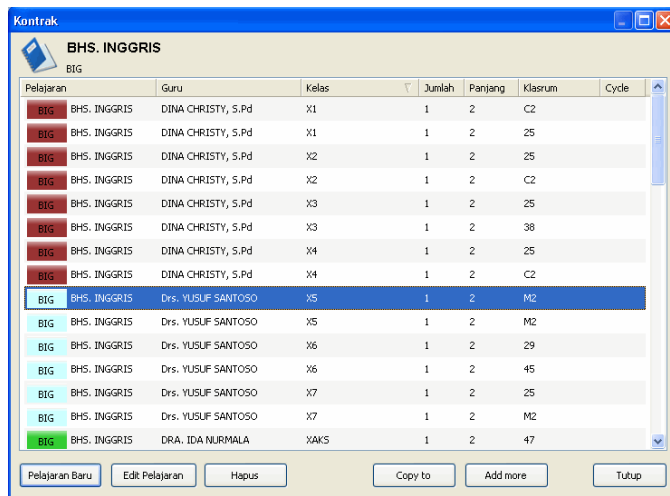 Kontrak
BHS. INGGRIS
BIG
Pelajaran Guru Kelas Jumlah Panjang Klasrum Cycle
BIG BHS. INGGRIS DINA CHRISTY, S.Pd X1 1 2 C2
BIG BHS. INGGRIS DINA CHRISTY, S.Pd X1 1 2 25
BIG BHS. INGGRIS DINA CHRISTY, S.Pd X2 1 2 25
BIG BHS. INGGRIS DINA CHRISTY, S.Pd X2 1 2 C2
BIG BHS. INGGRIS DINA CHRISTY, S.Pd X3 1 2 25
BIG BHS. INGGRIS DINA CHRISTY, S.Pd X3 1 2 38
BIG BHS. INGGRIS DINA CHRISTY, S.Pd X4 1 2 25
BIG BHS. INGGRIS DINA CHRISTY, S.Pd X4 1 2 C2
BIG BHS. INGGRIS Drs. YUSUF SANTOSO X5 1 2 M2
BIG BHS. INGGRIS Drs. YUSUF SANTOSO X5 1 2 M2
BIG BHS. INGGRIS Drs. YUSUF SANTOSO X6 1 2 29
BIG BHS. INGGRIS Drs. YUSUF SANTOSO X6 1 2 45
BIG BHS. INGGRIS Drs. YUSUF SANTOSO X7 1 2 25
BIG BHS. INGGRIS Drs. YUSUF SANTOSO X7 1 2 M2
BIG BHS. INGGRIS DRA. IDA NURMALA XAKS 1 2 47
Pelajaran Baru Edit Pelajaran Hapus Copy to Add more Tutup